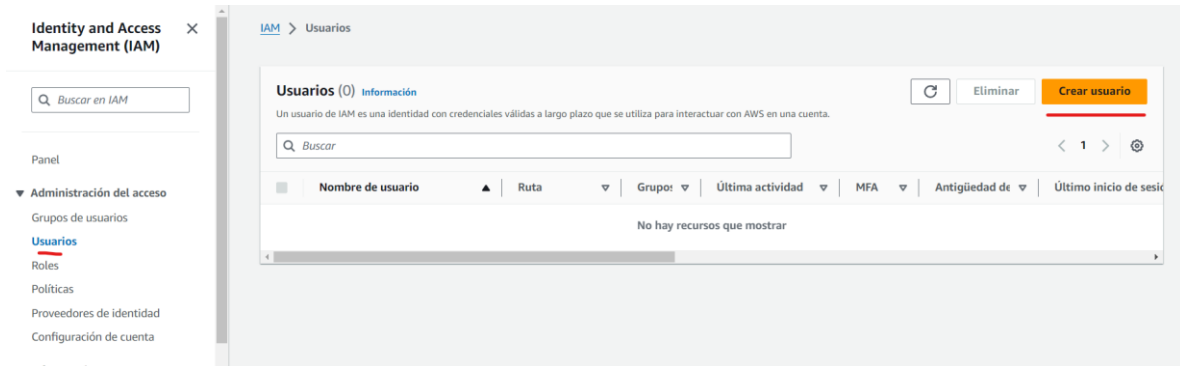 Identity and Access
Management (IAM)
Buscar en IAM
Panel
Administración del acceso
Grupos de usuarios
Usuarios
Roles
Políticas
Proveedores de identidad
Configuración de cuenta
IAM > Usuarios
Usuarios (0) Información
Eliminar
Crear usuario
Un usuario de IAM es una identidad con credenciales válidas a largo plazo que se utiliza para interactuar con AWS en una cuenta.
Buscar
< 1 >
Nombre de usuario Ruta Grupos Última actividad MFA Antigüedad de Último inicio de sesió
No hay recursos que mostrar